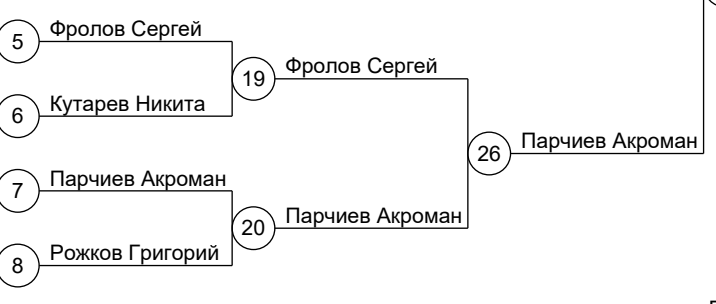 5
Фролов Сергей
19
Фролов Сергей
6
Кутарев Никита
26
Парчиев Акроман
7
Парчиев Акроман
20
Парчиев Акроман
8
Рожков Григорий